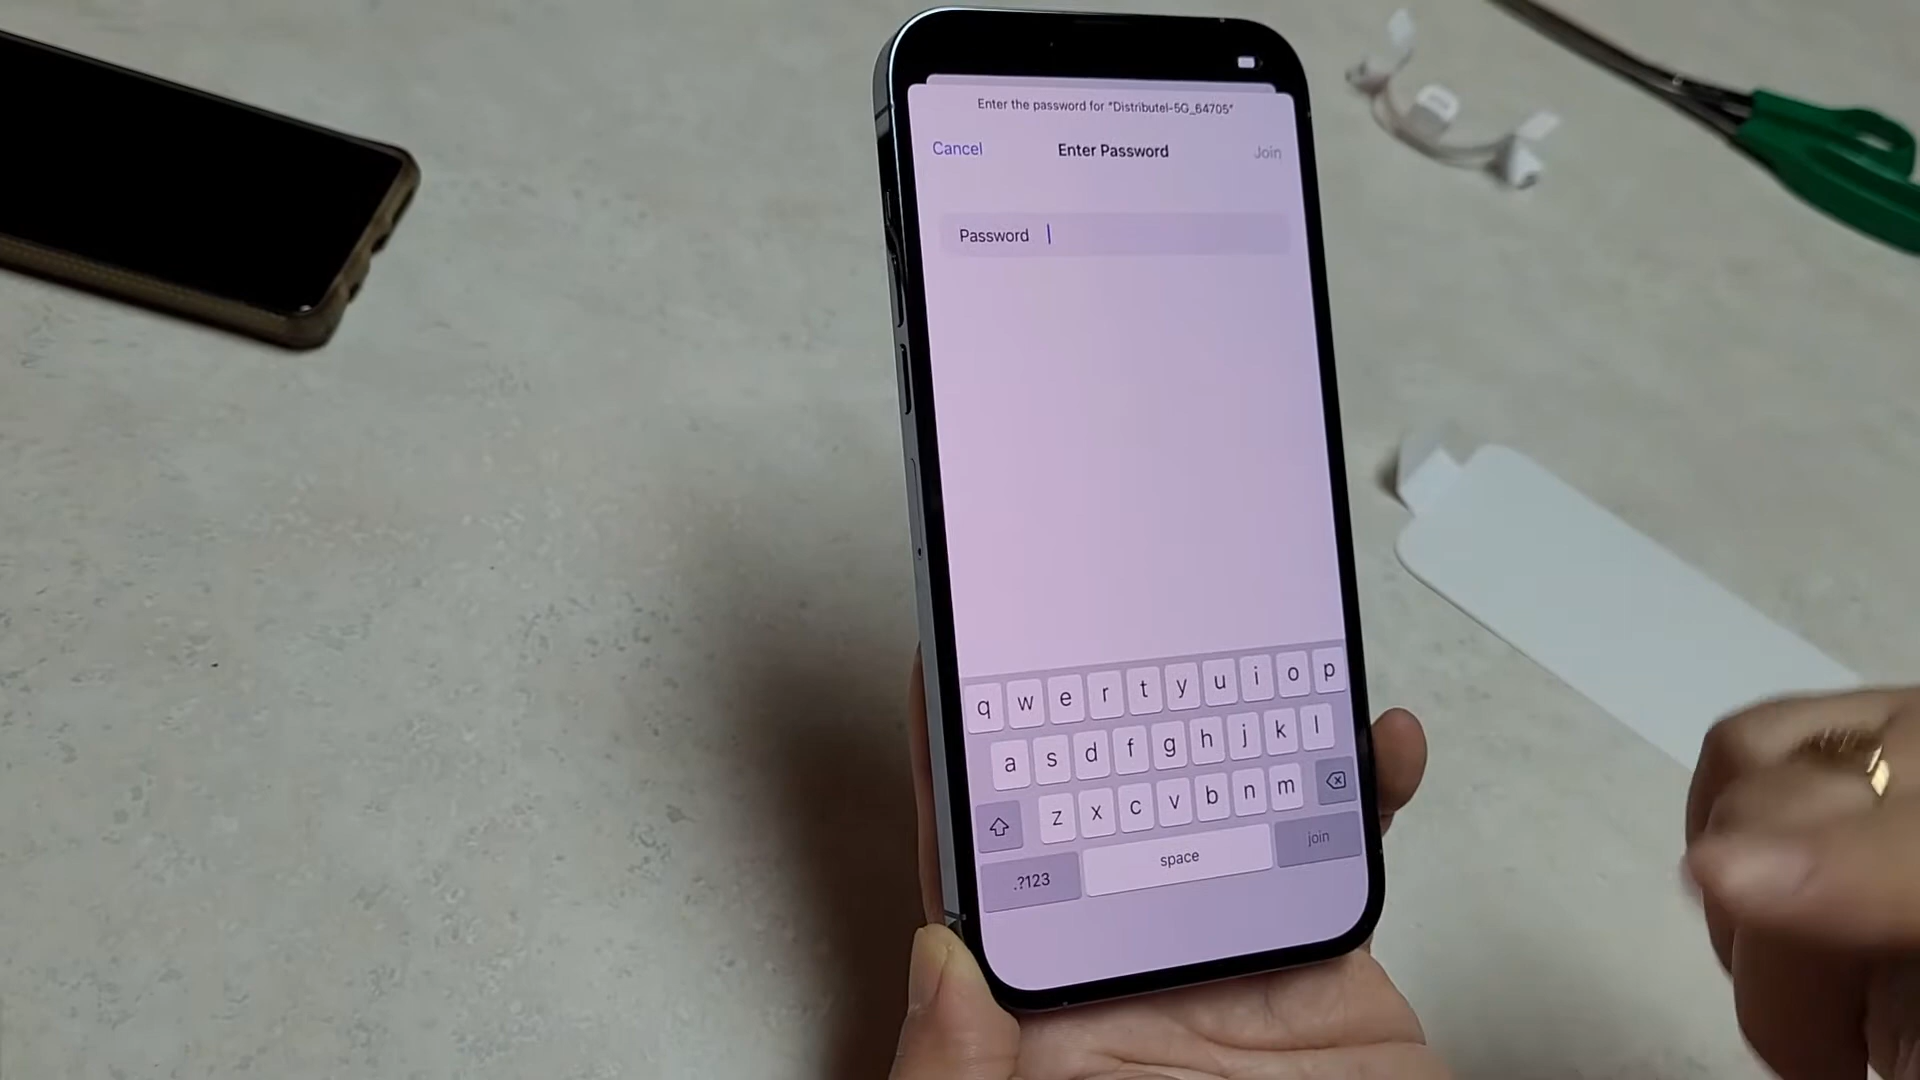 Enter the password for "Distributel-5G_64705"
Cancel Enter Password Join
Password
q w e r t y u i o p
a s d f g h j k l
z x c v b n m
.?123 space join